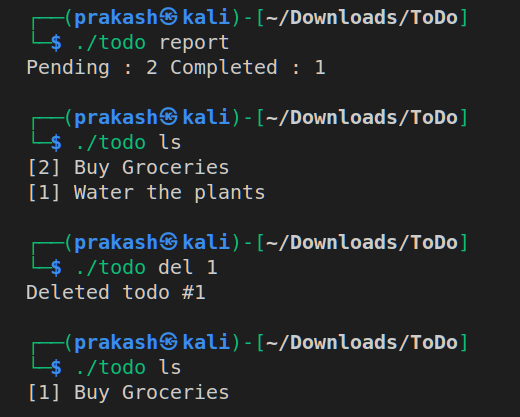 ┌──(prakash㉿kali)-[~/Downloads/ToDo]
└─$ ./todo report
Pending : 2 Completed : 1
┌──(prakash㉿kali)-[~/Downloads/ToDo]
└─$ ./todo ls
[2] Buy Groceries
[1] Water the plants
┌──(prakash㉿kali)-[~/Downloads/ToDo]
└─$ ./todo del 1
Deleted todo #1
┌──(prakash㉿kali)-[~/Downloads/ToDo]
└─$ ./todo ls
[1] Buy Groceries